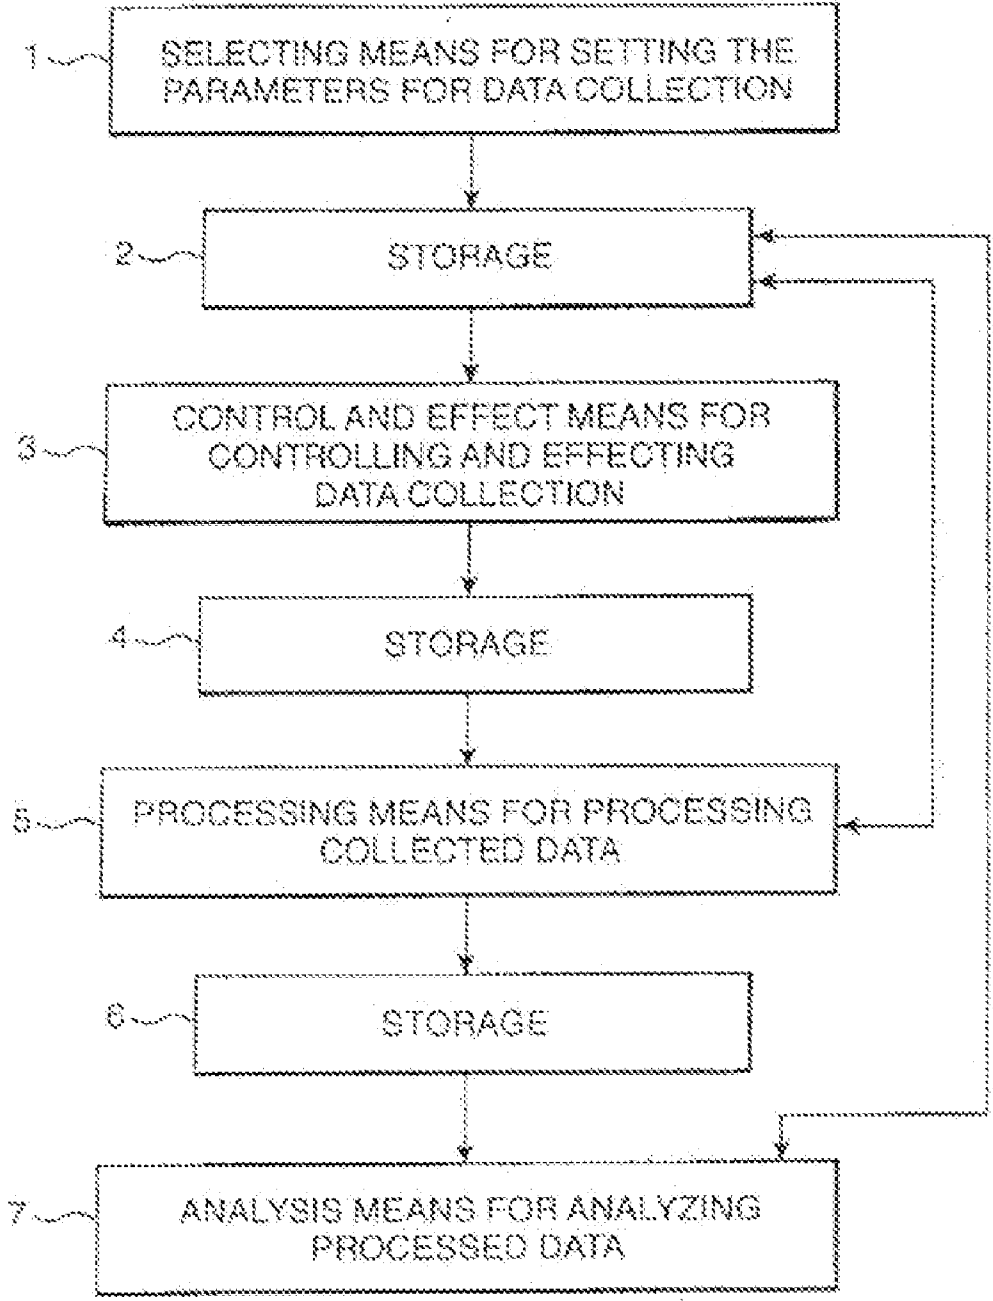 1
SELECTING MEANS FOR SETTING THE
PARAMETERS FOR DATA COLLECTION
2
STORAGE
3
CONTROL AND EFFECT MEANS FOR
CONTROLLING AND EFFECTING
DATA COLLECTION
4
STORAGE
5
PROCESSING MEANS FOR PROCESSING
COLLECTED DATA
6
STORAGE
7
ANALYSIS MEANS FOR ANALYZING
PROCESSED DATA